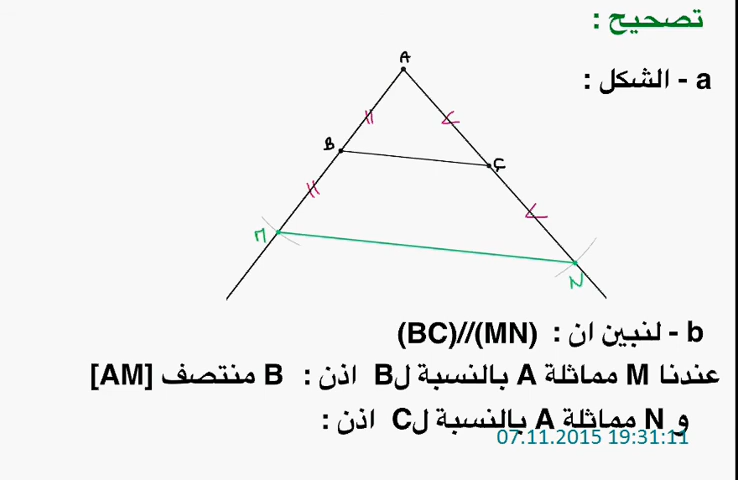 تصحيح :
a - الشكل :
A
B
C
M
N
b - لنبين ان : (BC)//(MN)
عندنا M مماثلة A بالنسبة لB اذن : B منتصف [AM]
و N مماثلة A بالنسبة لC اذن :
07.11.2015 19:31:11